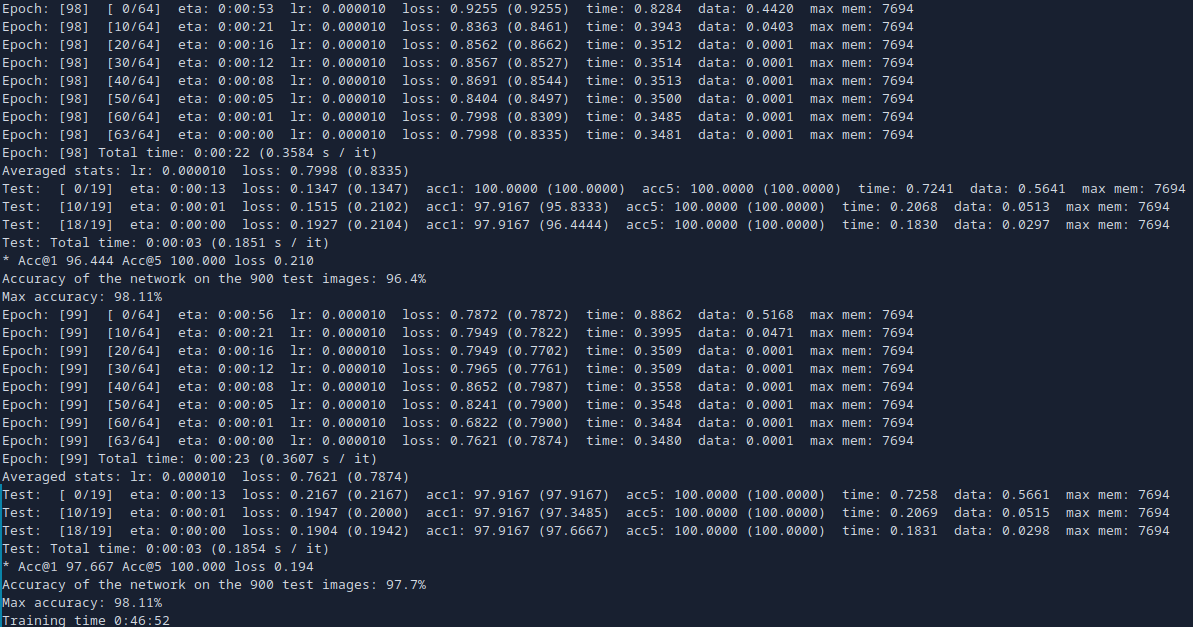 Epoch: [98]  [ 0/64]  eta: 0:00:53  lr: 0.000010  loss: 0.9255 (0.9255)  time: 0.8284  data: 0.4420  max mem: 7694
Epoch: [98]  [10/64]  eta: 0:00:21  lr: 0.000010  loss: 0.8363 (0.8461)  time: 0.3943  data: 0.0403  max mem: 7694
Epoch: [98]  [20/64]  eta: 0:00:16  lr: 0.000010  loss: 0.8562 (0.8662)  time: 0.3512  data: 0.0001  max mem: 7694
Epoch: [98]  [30/64]  eta: 0:00:12  lr: 0.000010  loss: 0.8567 (0.8527)  time: 0.3514  data: 0.0001  max mem: 7694
Epoch: [98]  [40/64]  eta: 0:00:08  lr: 0.000010  loss: 0.8691 (0.8544)  time: 0.3513  data: 0.0001  max mem: 7694
Epoch: [98]  [50/64]  eta: 0:00:05  lr: 0.000010  loss: 0.8404 (0.8497)  time: 0.3500  data: 0.0001  max mem: 7694
Epoch: [98]  [60/64]  eta: 0:00:01  lr: 0.000010  loss: 0.7998 (0.8309)  time: 0.3485  data: 0.0001  max mem: 7694
Epoch: [98]  [63/64]  eta: 0:00:00  lr: 0.000010  loss: 0.7998 (0.8335)  time: 0.3481  data: 0.0001  max mem: 7694
Epoch: [98] Total time: 0:00:22 (0.3584 s / it)
Averaged stats: lr: 0.000010  loss: 0.7998 (0.8335)
Test:  [ 0/19]  eta: 0:00:13  loss: 0.1347 (0.1347)  acc1: 100.0000 (100.0000)  acc5: 100.0000 (100.0000)  time: 0.7241  data: 0.5641  max mem: 7694
Test:  [10/19]  eta: 0:00:01  loss: 0.1515 (0.2102)  acc1: 97.9167 (95.8333)  acc5: 100.0000 (100.0000)  time: 0.2068  data: 0.0513  max mem: 7694
Test:  [18/19]  eta: 0:00:00  loss: 0.1927 (0.2104)  acc1: 97.9167 (96.4444)  acc5: 100.0000 (100.0000)  time: 0.1830  data: 0.0297  max mem: 7694
Test: Total time: 0:00:03 (0.1851 s / it)
* Acc@1 96.444 Acc@5 100.000 loss 0.210
Accuracy of the network on the 900 test images: 96.4%
Max accuracy: 98.11%
Epoch: [99]  [ 0/64]  eta: 0:00:56  lr: 0.000010  loss: 0.7872 (0.7872)  time: 0.8862  data: 0.5168  max mem: 7694
Epoch: [99]  [10/64]  eta: 0:00:21  lr: 0.000010  loss: 0.7949 (0.7822)  time: 0.3995  data: 0.0471  max mem: 7694
Epoch: [99]  [20/64]  eta: 0:00:16  lr: 0.000010  loss: 0.7949 (0.7702)  time: 0.3509  data: 0.0001  max mem: 7694
Epoch: [99]  [30/64]  eta: 0:00:12  lr: 0.000010  loss: 0.7965 (0.7761)  time: 0.3509  data: 0.0001  max mem: 7694
Epoch: [99]  [40/64]  eta: 0:00:08  lr: 0.000010  loss: 0.8652 (0.7987)  time: 0.3558  data: 0.0001  max mem: 7694
Epoch: [99]  [50/64]  eta: 0:00:05  lr: 0.000010  loss: 0.8241 (0.7900)  time: 0.3548  data: 0.0001  max mem: 7694
Epoch: [99]  [60/64]  eta: 0:00:01  lr: 0.000010  loss: 0.6822 (0.7900)  time: 0.3484  data: 0.0001  max mem: 7694
Epoch: [99]  [63/64]  eta: 0:00:00  lr: 0.000010  loss: 0.7621 (0.7874)  time: 0.3480  data: 0.0001  max mem: 7694
Epoch: [99] Total time: 0:00:23 (0.3607 s / it)
Averaged stats: lr: 0.000010  loss: 0.7621 (0.7874)
Test:  [ 0/19]  eta: 0:00:13  loss: 0.2167 (0.2167)  acc1: 97.9167 (97.9167)  acc5: 100.0000 (100.0000)  time: 0.7258  data: 0.5661  max mem: 7694
Test:  [10/19]  eta: 0:00:01  loss: 0.1947 (0.2000)  acc1: 97.9167 (97.3485)  acc5: 100.0000 (100.0000)  time: 0.2069  data: 0.0515  max mem: 7694
Test:  [18/19]  eta: 0:00:00  loss: 0.1904 (0.1942)  acc1: 97.9167 (97.6667)  acc5: 100.0000 (100.0000)  time: 0.1831  data: 0.0298  max mem: 7694
Test: Total time: 0:00:03 (0.1854 s / it)
* Acc@1 97.667 Acc@5 100.000 loss 0.194
Accuracy of the network on the 900 test images: 97.7%
Max accuracy: 98.11%
Training time 0:46:52